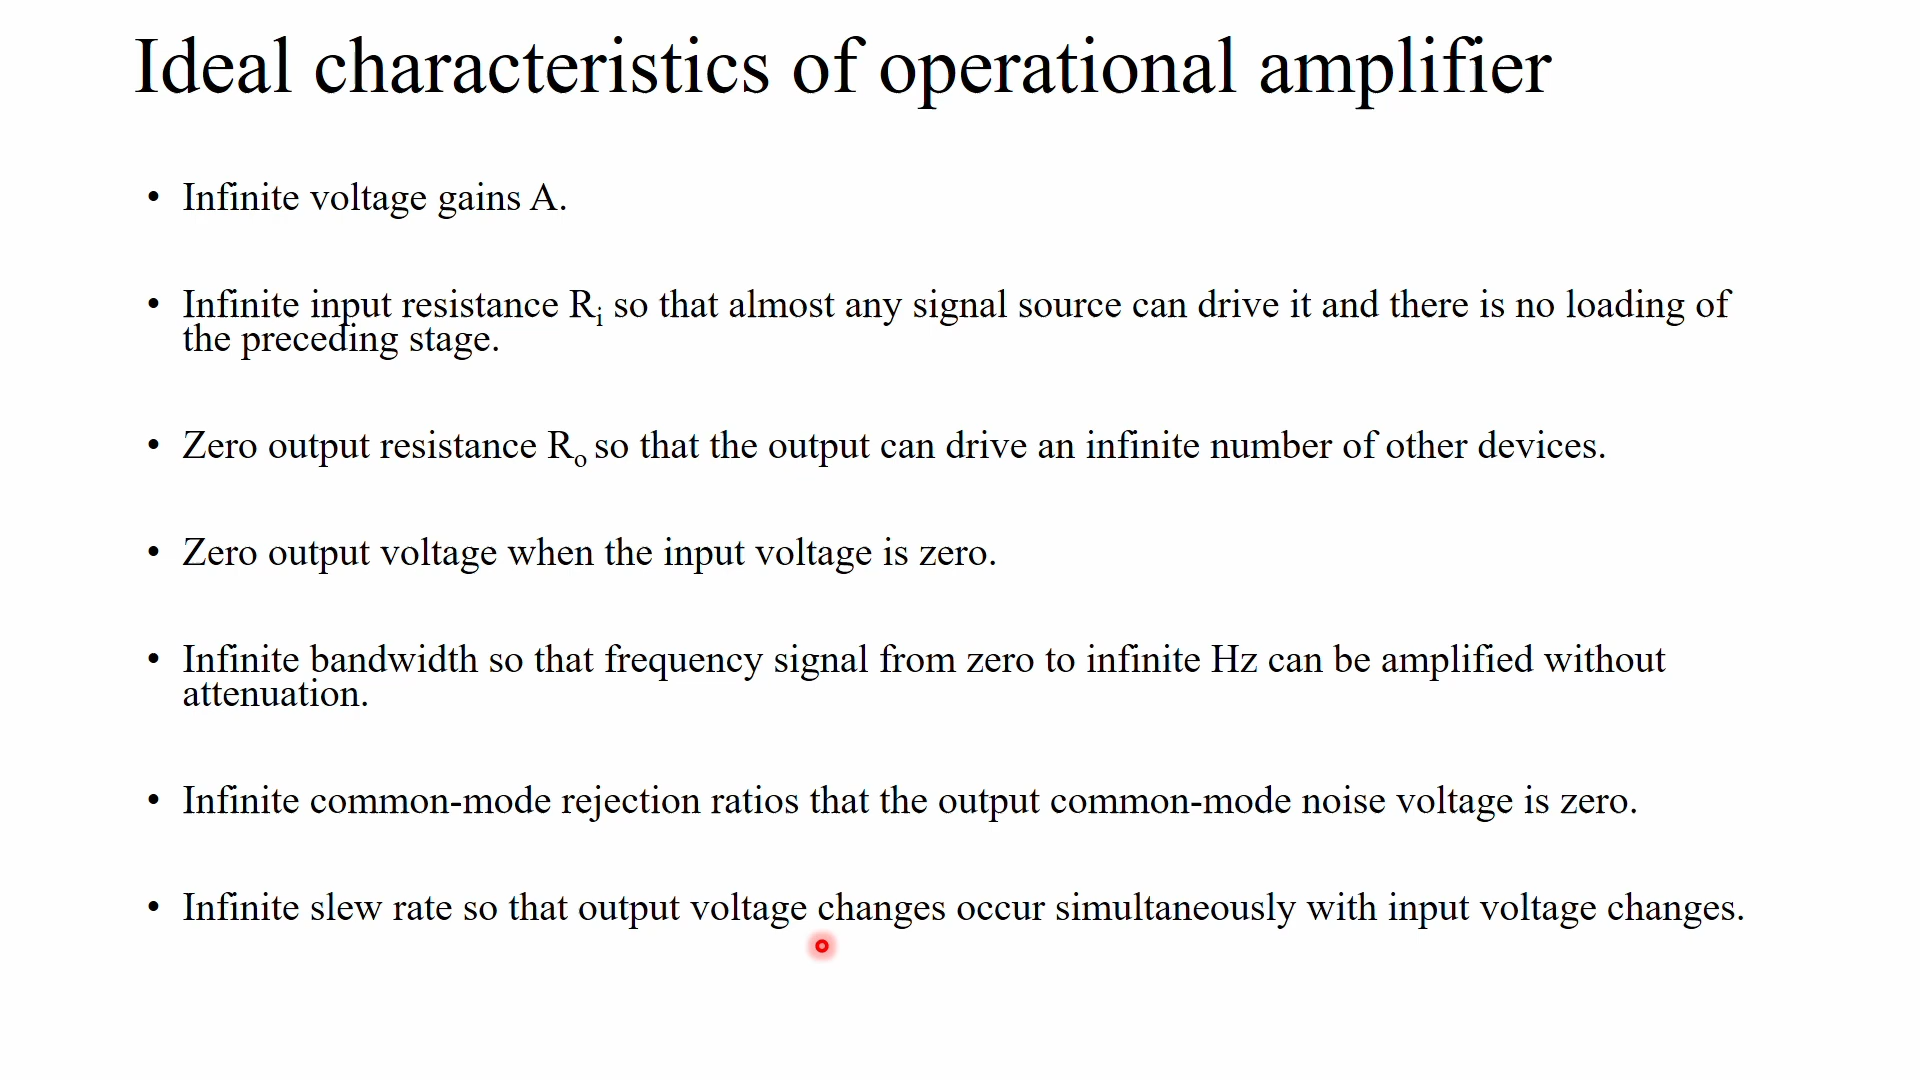 Ideal characteristics of operational amplifier
• Infinite voltage gains A.
• Infinite input resistance Ri so that almost any signal source can drive it and there is no loading of
the preceding stage.
• Zero output resistance Ro so that the output can drive an infinite number of other devices.
• Zero output voltage when the input voltage is zero.
• Infinite bandwidth so that frequency signal from zero to infinite Hz can be amplified without
attenuation.
• Infinite common-mode rejection ratios that the output common-mode noise voltage is zero.
• Infinite slew rate so that output voltage changes occur simultaneously with input voltage changes.